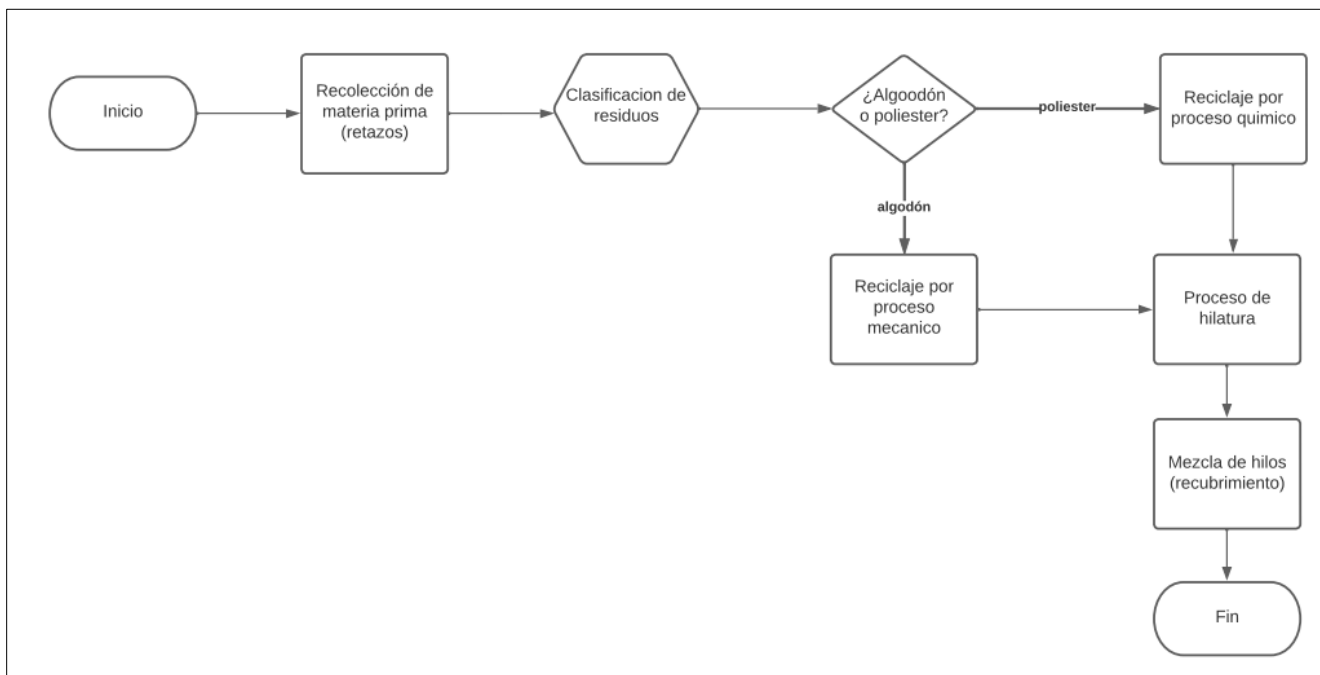 Inicio
Recolección de
materia prima
(retazos)
Clasificacion de
residuos
¿Algoodón
o poliester?
poliester
Reciclaje por
proceso quimico
algodón
Reciclaje por
proceso
mecanico
Proceso de
hilatura
Mezcla de hilos
(recubrimiento)
Fin